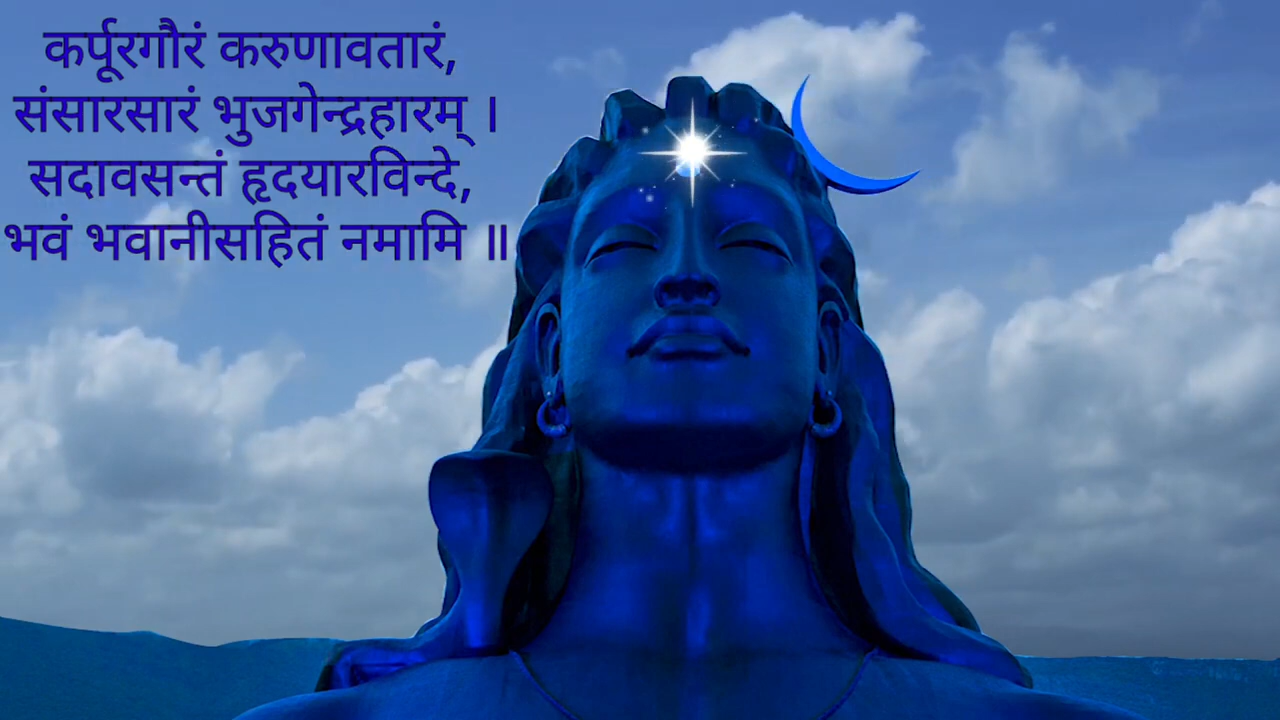 कर्पूरगौरं करुणावतारं,
संसारसारं भुजगेन्द्रहारम् ।
सदावसन्तं हृदयारविन्दे,
भवं भवानीसहितं नमामि ॥